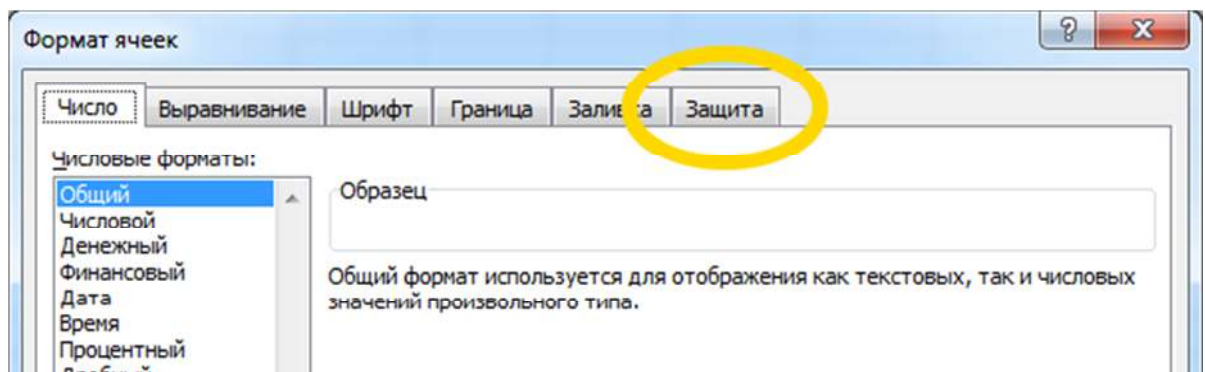 Формат ячеек
Число Выравнивание Шрифт Граница Заливка Защита
Числовые форматы:
Общий
Числовой
Денежный
Финансовый
Дата
Время
Процентный
Образец
Общий формат используется для отображения как текстовых, так и числовых
значений произвольного типа.